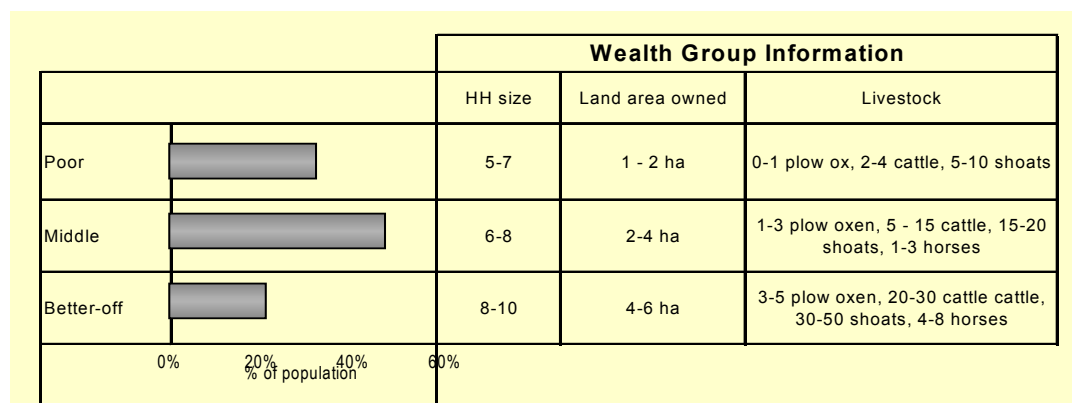 Wealth Group Information
HH size Land area owned Livestock
Poor 5-7 1 - 2 ha 0-1 plow ox, 2-4 cattle, 5-10 shoats
Middle 6-8 2-4 ha 1-3 plow oxen, 5 - 15 cattle, 15-20
shoats, 1-3 horses
Better-off 8-10 4-6 ha 3-5 plow oxen, 20-30 cattle cattle,
30-50 shoats, 4-8 horses
0% 20% 40% 60%
% of population